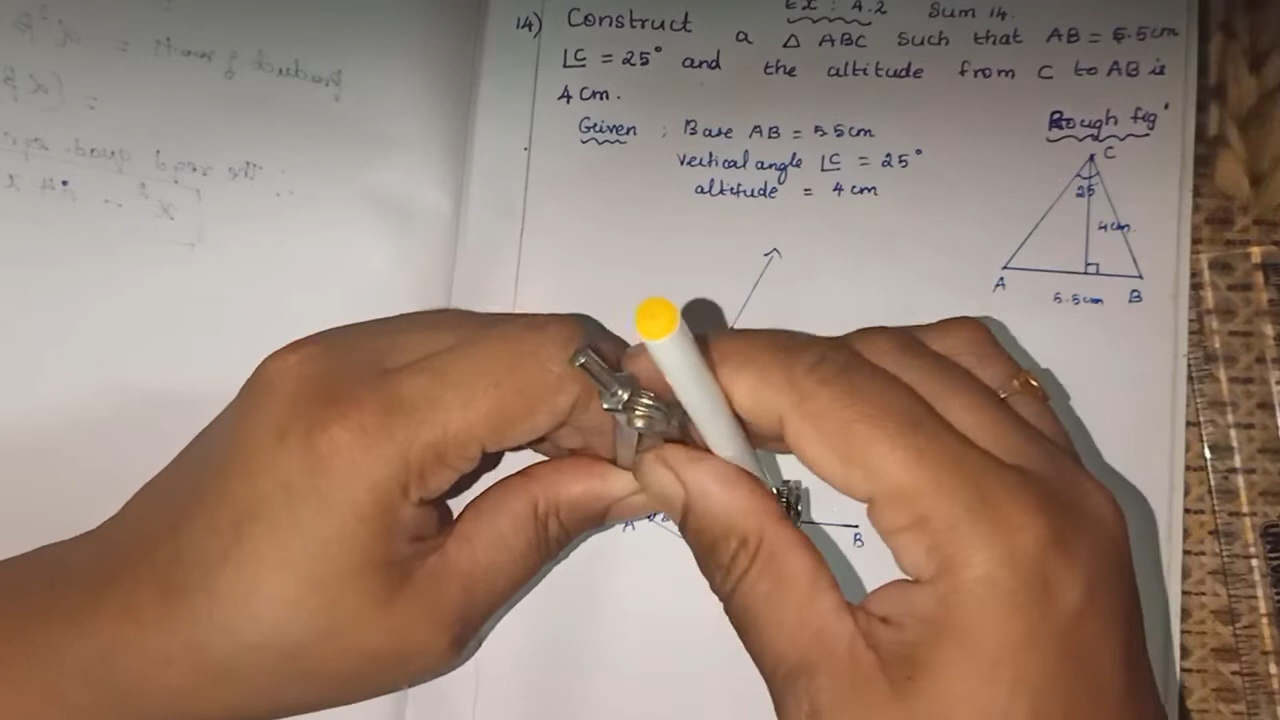 Ex : 4.2 Sum 14.
14) Construct a △ ABC such that AB = 5.5cm
∠C = 25° and the altitude from C to AB is
4 cm.
Given ; Base AB = 5.5cm
vertical angle ∠C = 25°
altitude = 4 cm
Rough fig'
C
25
4cm.
A
5.5cm B
A
B